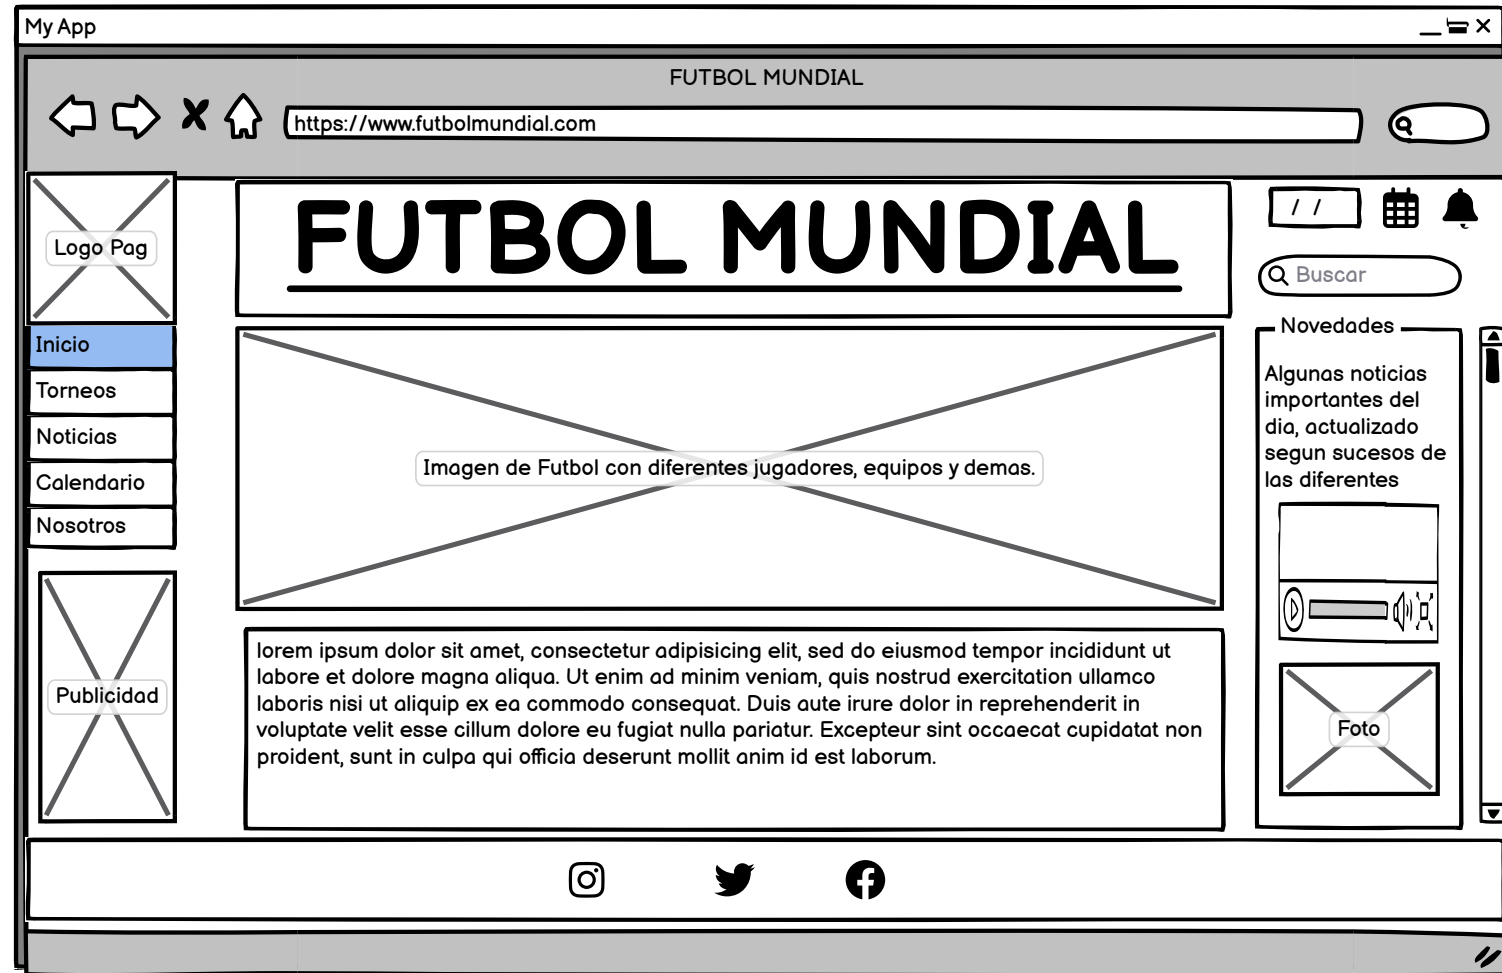 My App
FUTBOL MUNDIAL
https://www.futbolmundial.com
Logo Pag
FUTBOL MUNDIAL
/ /
Buscar
Inicio
Torneos
Noticias
Calendario
Nosotros
Publicidad
Imagen de Futbol con diferentes jugadores, equipos y demas.
lorem ipsum dolor sit amet, consectetur adipisicing elit, sed do eiusmod tempor incididunt ut
labore et dolore magna aliqua. Ut enim ad minim veniam, quis nostrud exercitation ullamco
laboris nisi ut aliquip ex ea commodo consequat. Duis aute irure dolor in reprehenderit in
voluptate velit esse cillum dolore eu fugiat nulla pariatur. Excepteur sint occaecat cupidatat non
proident, sunt in culpa qui officia deserunt mollit anim id est laborum.
Novedades
Algunas noticias
importantes del
dia, actualizado
segun sucesos de
las diferentes
Foto